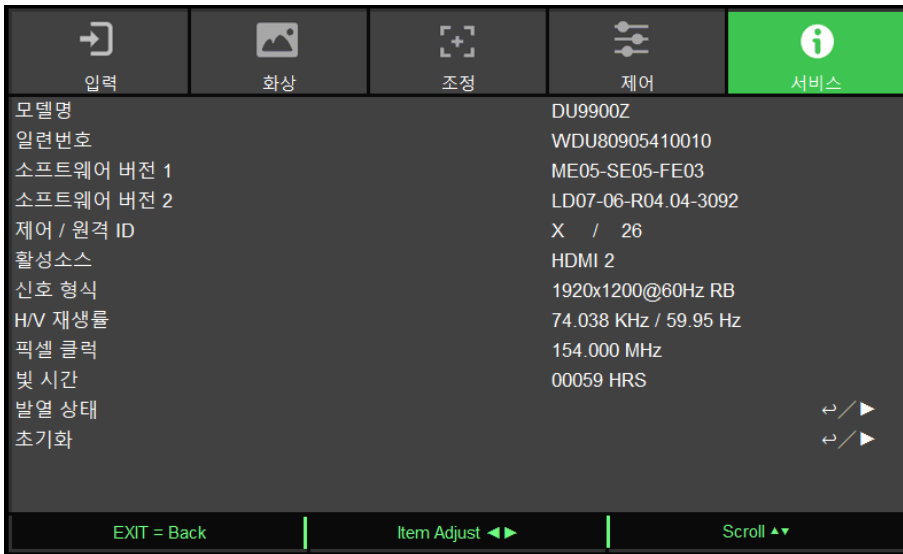 입력 화상 조정 제어 서비스
모델명 DU9900Z
일련번호 WDU80905410010
소프트웨어 버전 1 ME05-SE05-FE03
소프트웨어 버전 2 LD07-06-R04.04-3092
제어 / 원격 ID X / 26
활성소스 HDMI 2
신호 형식 1920x1200@60Hz RB
H/V 재생률 74.038 KHz / 59.95 Hz
픽셀 클럭 154.000 MHz
빛 시간 00059 HRS
발열 상태 ↩/▶
초기화 ↩/▶
EXIT = Back Item Adjust ◀▶ Scroll ▲▼